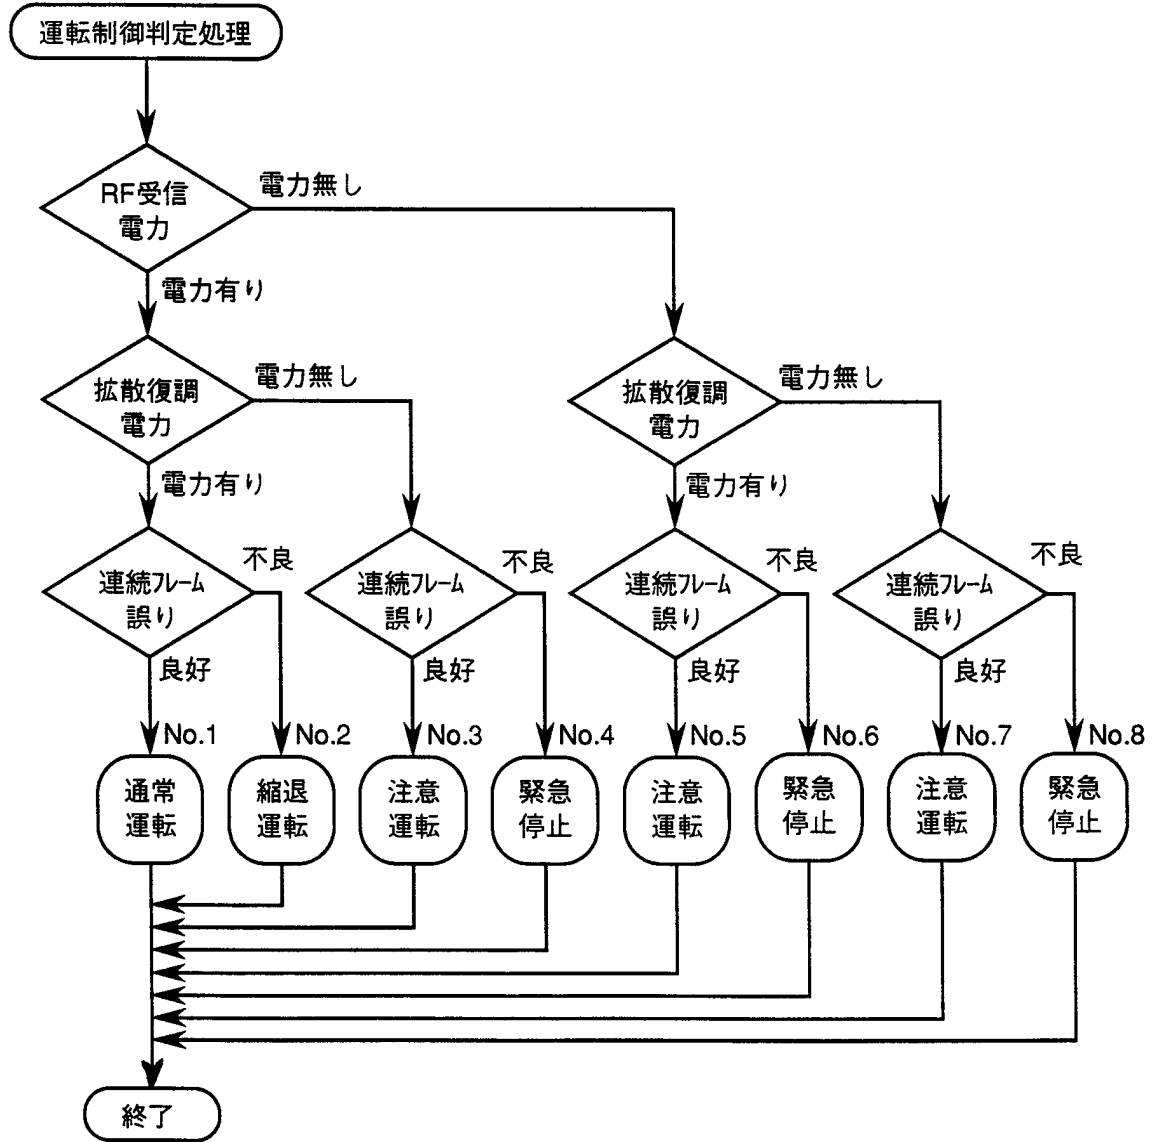 運転制御判定処理
RF受信
電力
電力無し
電力有り
拡散復調
電力
電力無し
拡散復調
電力
電力無し
電力有り
電力有り
連続フレーム
誤り
不良
連続フレーム
誤り
不良
連続フレーム
誤り
不良
連続フレーム
誤り
不良
良好
良好
良好
良好
No.1
No.2
No.3
No.4
No.5
No.6
No.7
No.8
通常
運転
縮退
運転
注意
運転
緊急
停止
注意
運転
緊急
停止
注意
運転
緊急
停止
終了